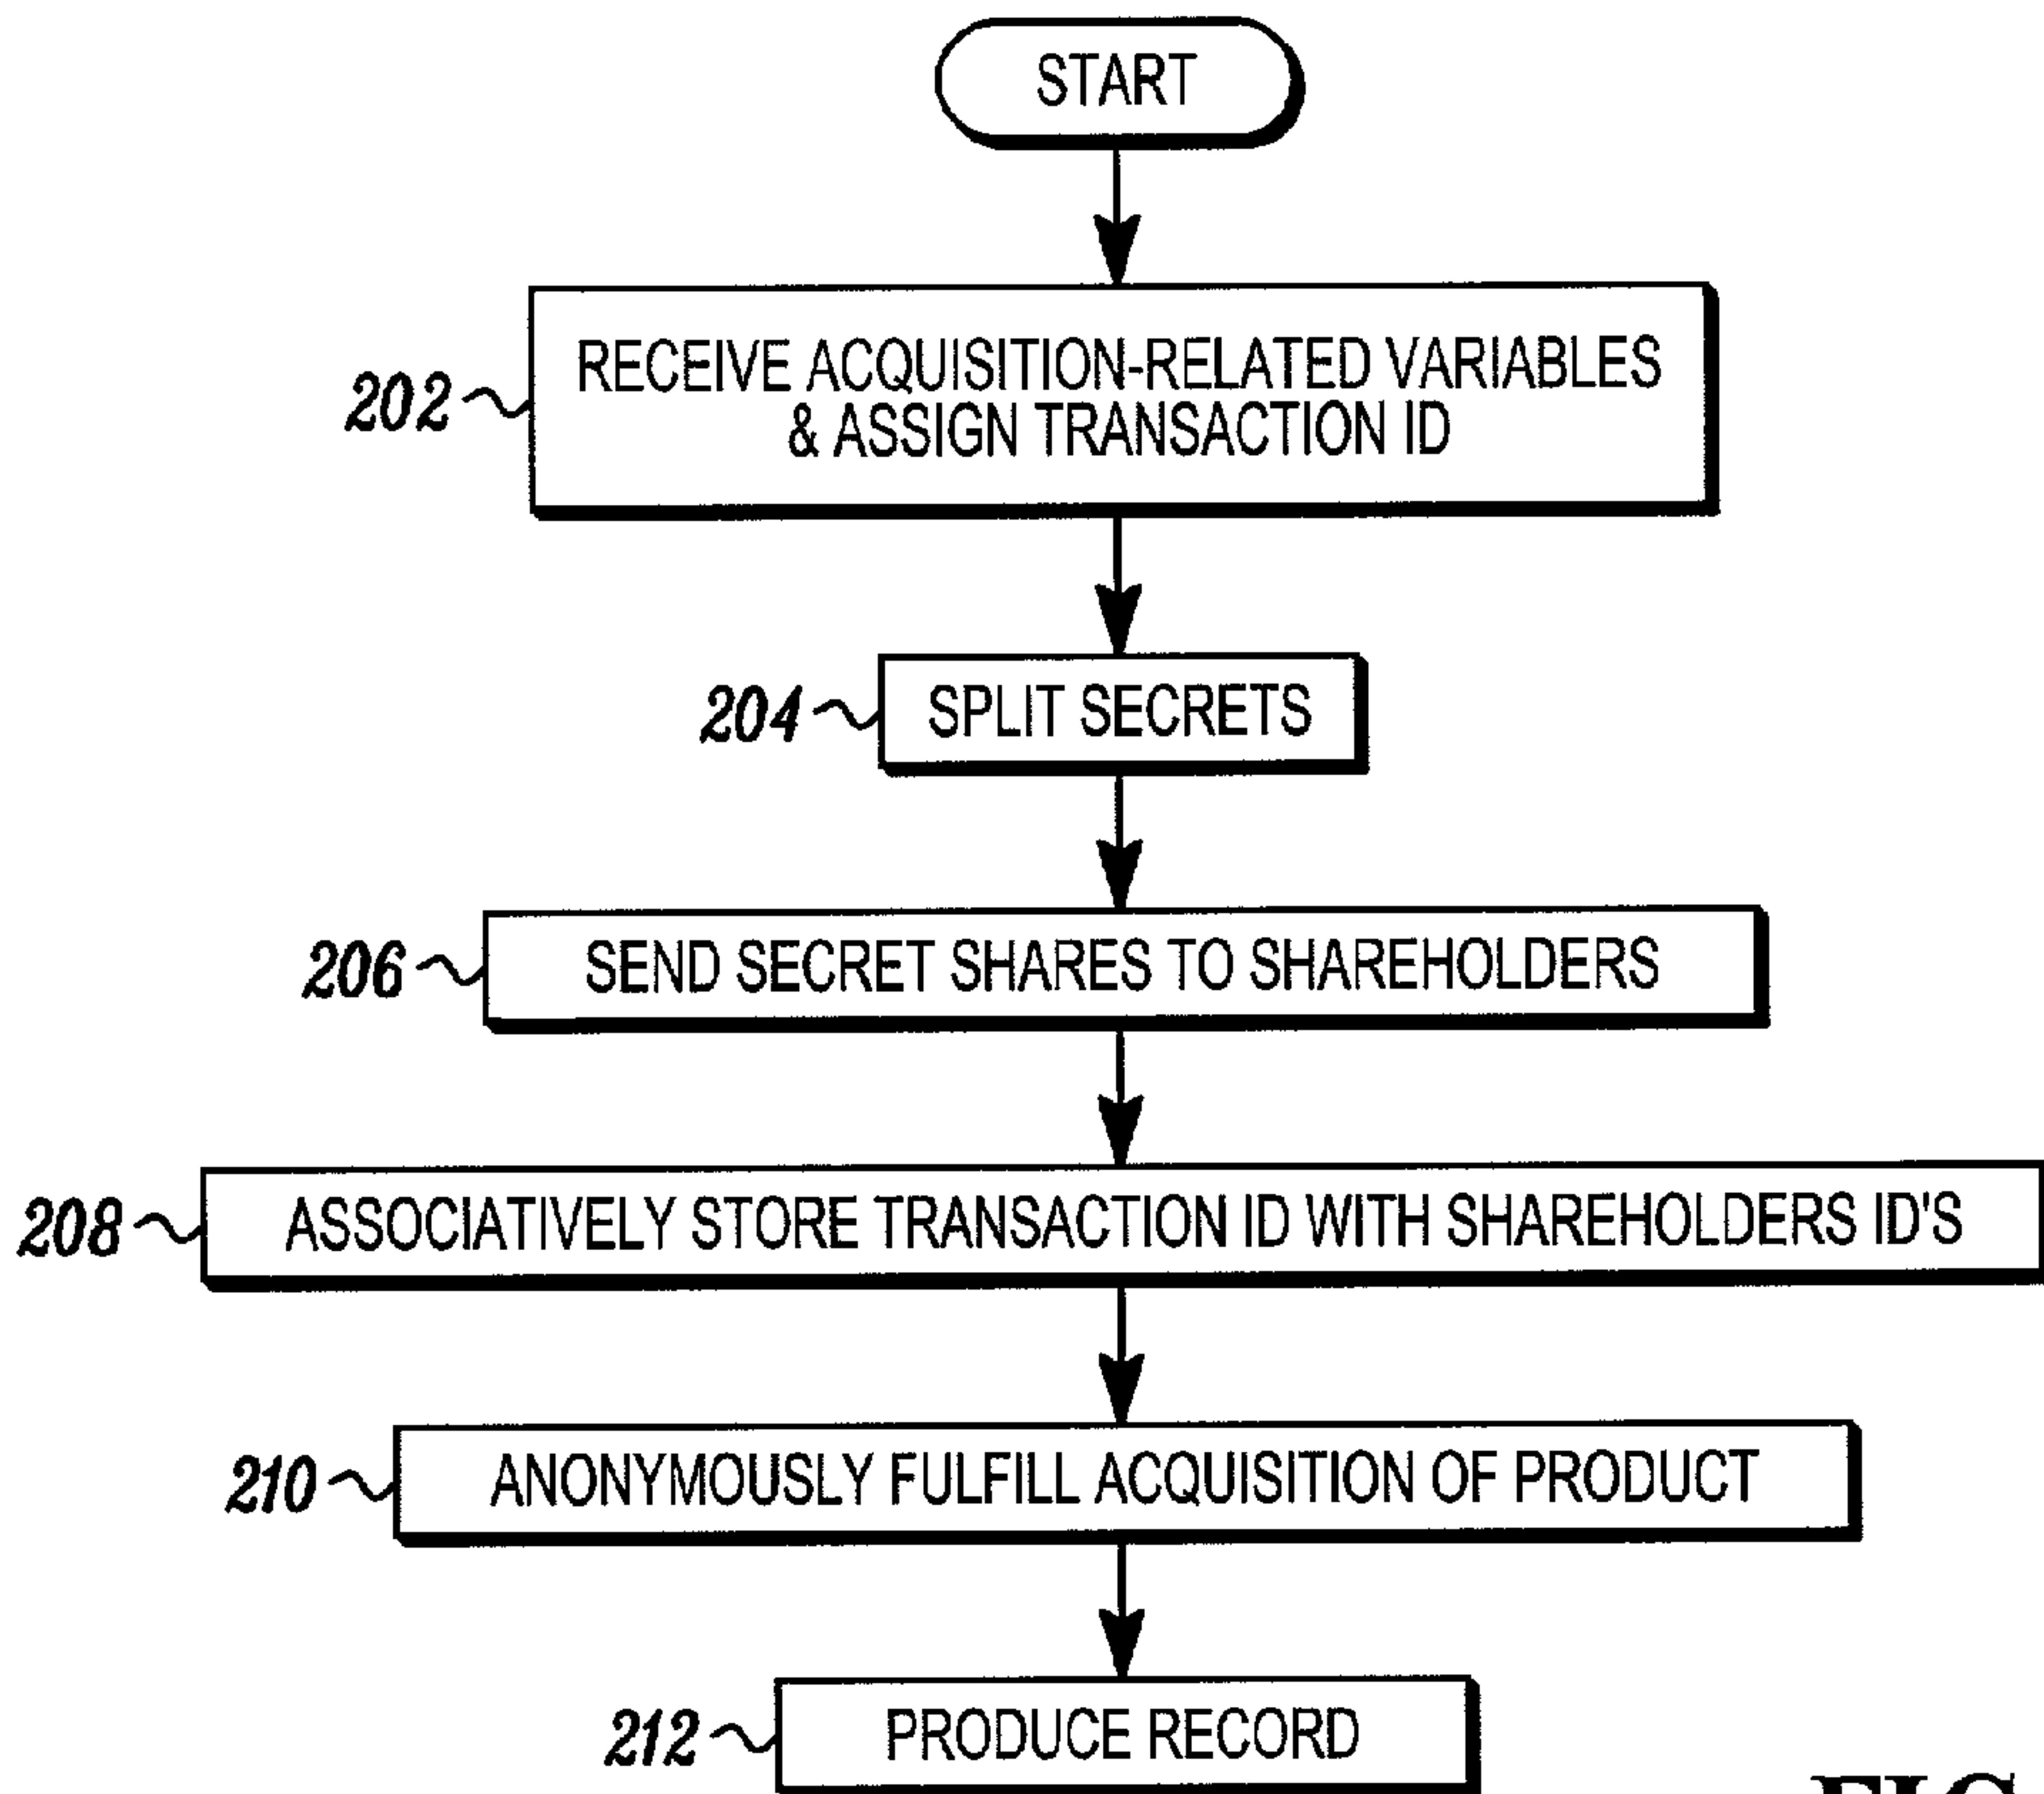 START
202
RECEIVE ACQUISITION-RELATED VARIABLES
& ASSIGN TRANSACTION ID
204
SPLIT SECRETS
206
SEND SECRET SHARES TO SHAREHOLDERS
208
ASSOCIATIVELY STORE TRANSACTION ID WITH SHAREHOLDERS ID'S
210
ANONYMOUSLY FULFILL ACQUISITION OF PRODUCT
212
PRODUCE RECORD